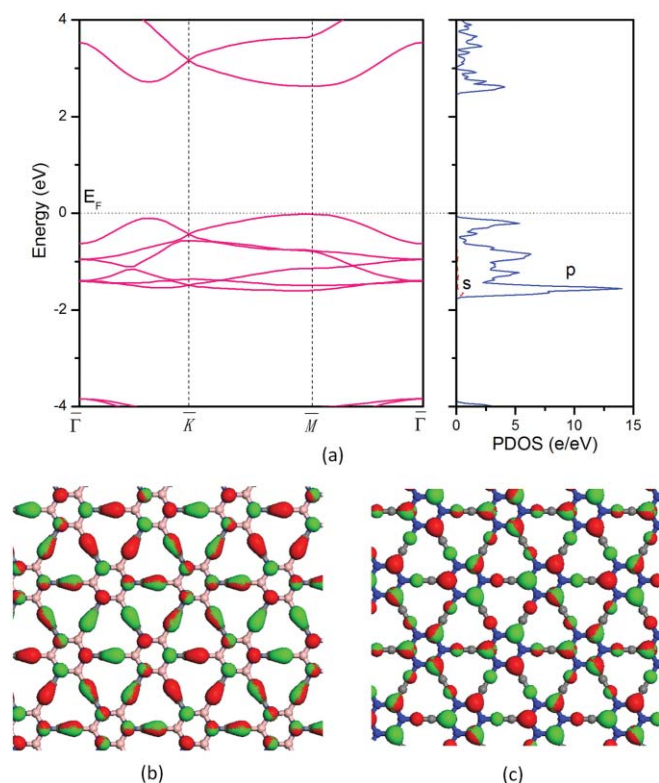 4
2
0
-2
-4
Energy (eV)
E_F
Γ̅
K̅
M̅
Γ̅
s
p
0
5
10
15
PDOS (e/eV)
(a)
(b)
(c)